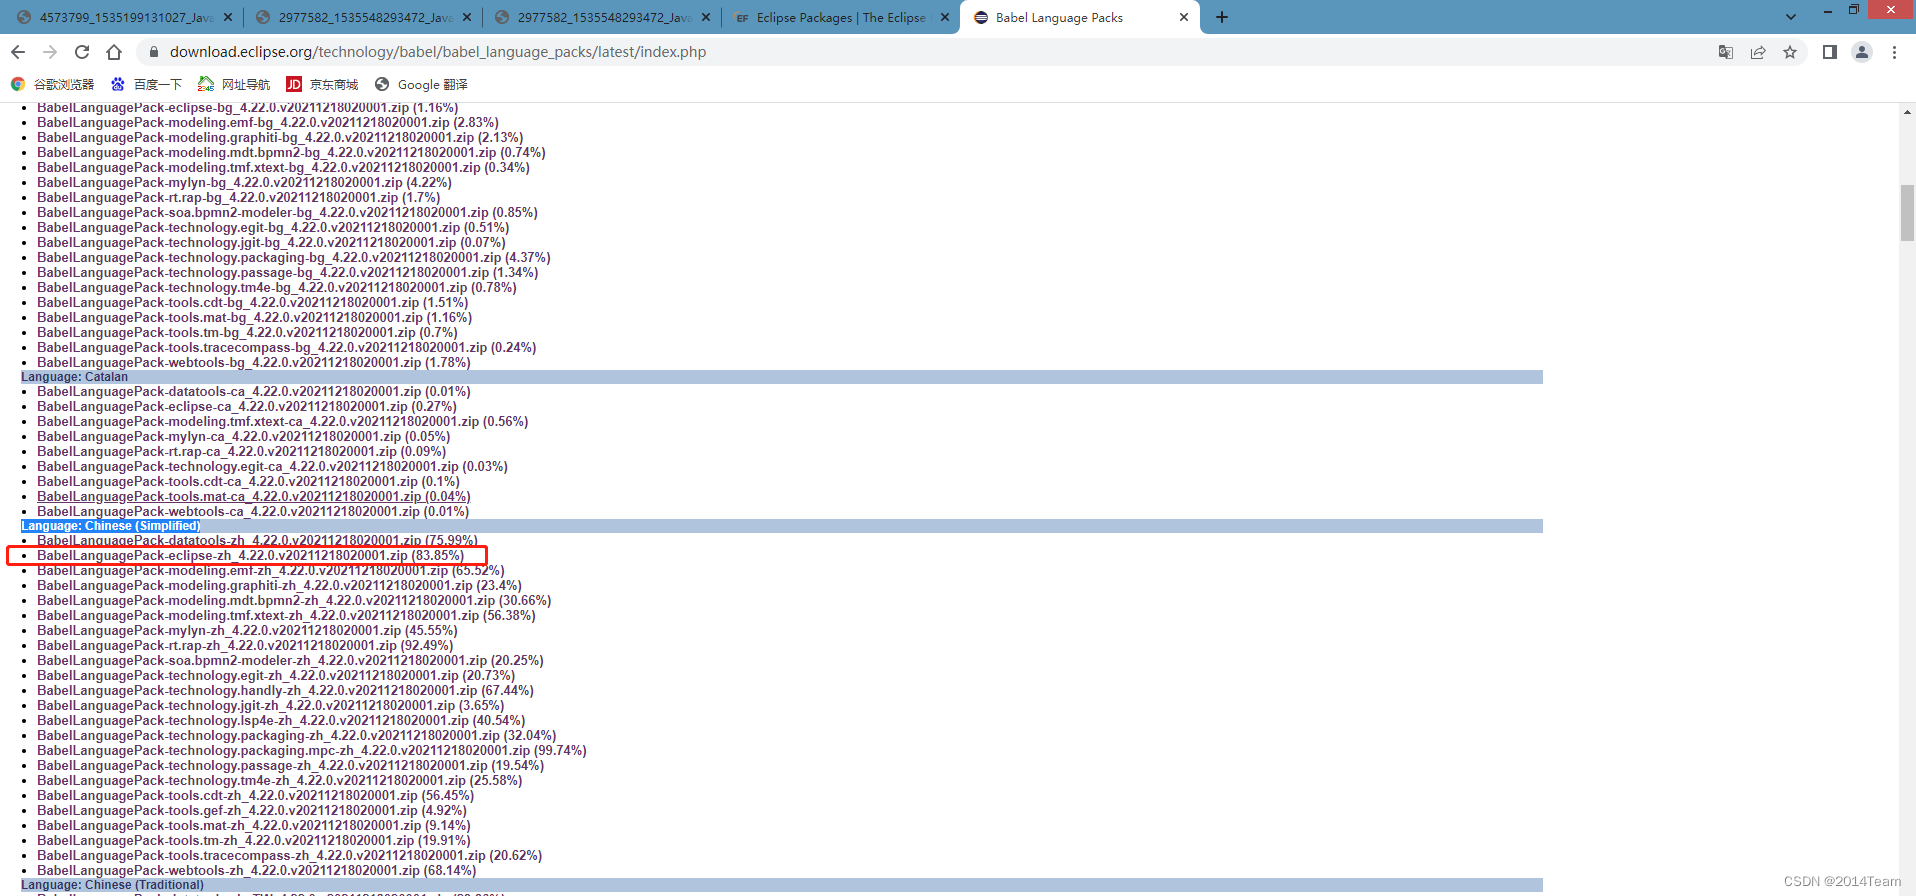 4573799_1535199131027_Java
2977582_1535548293472_Java
2977582_1535548293472_Java
EF Eclipse Packages | The Eclipse
Babel Language Packs
download.eclipse.org/technology/babel/babel_language_packs/latest/index.php
谷歌浏览器 百度一下 2345 网址导航 JD 京东商城 Google 翻译
BabelLanguagePack-eclipse-bg_4.22.0.v20211218020001.zip (1.16%)
BabelLanguagePack-modeling.emf-bg_4.22.0.v20211218020001.zip (2.83%)
BabelLanguagePack-modeling.graphiti-bg_4.22.0.v20211218020001.zip (2.13%)
BabelLanguagePack-modeling.mdt.bpmn2-bg_4.22.0.v20211218020001.zip (0.74%)
BabelLanguagePack-modeling.tmf.xtext-bg_4.22.0.v20211218020001.zip (0.34%)
BabelLanguagePack-mylyn-bg_4.22.0.v20211218020001.zip (4.22%)
BabelLanguagePack-rt.rap-bg_4.22.0.v20211218020001.zip (1.7%)
BabelLanguagePack-soa.bpmn2-modeler-bg_4.22.0.v20211218020001.zip (0.85%)
BabelLanguagePack-technology.egit-bg_4.22.0.v20211218020001.zip (0.51%)
BabelLanguagePack-technology.jgit-bg_4.22.0.v20211218020001.zip (0.07%)
BabelLanguagePack-technology.packaging-bg_4.22.0.v20211218020001.zip (4.37%)
BabelLanguagePack-technology.passage-bg_4.22.0.v20211218020001.zip (1.34%)
BabelLanguagePack-technology.tm4e-bg_4.22.0.v20211218020001.zip (0.78%)
BabelLanguagePack-tools.cdt-bg_4.22.0.v20211218020001.zip (1.51%)
BabelLanguagePack-tools.mat-bg_4.22.0.v20211218020001.zip (1.16%)
BabelLanguagePack-tools.tm-bg_4.22.0.v20211218020001.zip (0.7%)
BabelLanguagePack-tools.tracecompass-bg_4.22.0.v20211218020001.zip (0.24%)
BabelLanguagePack-webtools-bg_4.22.0.v20211218020001.zip (1.78%)
Language: Catalan
BabelLanguagePack-datatools-ca_4.22.0.v20211218020001.zip (0.01%)
BabelLanguagePack-eclipse-ca_4.22.0.v20211218020001.zip (0.27%)
BabelLanguagePack-modeling.tmf.xtext-ca_4.22.0.v20211218020001.zip (0.56%)
BabelLanguagePack-mylyn-ca_4.22.0.v20211218020001.zip (0.05%)
BabelLanguagePack-rt.rap-ca_4.22.0.v20211218020001.zip (0.09%)
BabelLanguagePack-technology.egit-ca_4.22.0.v20211218020001.zip (0.03%)
BabelLanguagePack-tools.cdt-ca_4.22.0.v20211218020001.zip (0.1%)
BabelLanguagePack-tools.mat-ca_4.22.0.v20211218020001.zip (0.04%)
BabelLanguagePack-webtools-ca_4.22.0.v20211218020001.zip (0.01%)
Language: Chinese (Simplified)
BabelLanguagePack-datatools-zh_4.22.0.v20211218020001.zip (75.99%)
BabelLanguagePack-eclipse-zh_4.22.0.v20211218020001.zip (83.85%)
BabelLanguagePack-modeling.emf-zh_4.22.0.v20211218020001.zip (65.52%)
BabelLanguagePack-modeling.graphiti-zh_4.22.0.v20211218020001.zip (23.4%)
BabelLanguagePack-modeling.mdt.bpmn2-zh_4.22.0.v20211218020001.zip (30.66%)
BabelLanguagePack-modeling.tmf.xtext-zh_4.22.0.v20211218020001.zip (56.38%)
BabelLanguagePack-mylyn-zh_4.22.0.v20211218020001.zip (45.55%)
BabelLanguagePack-rt.rap-zh_4.22.0.v20211218020001.zip (92.49%)
BabelLanguagePack-soa.bpmn2-modeler-zh_4.22.0.v20211218020001.zip (20.25%)
BabelLanguagePack-technology.egit-zh_4.22.0.v20211218020001.zip (20.73%)
BabelLanguagePack-technology.handly-zh_4.22.0.v20211218020001.zip (67.44%)
BabelLanguagePack-technology.jgit-zh_4.22.0.v20211218020001.zip (3.65%)
BabelLanguagePack-technology.lsp4e-zh_4.22.0.v20211218020001.zip (40.54%)
BabelLanguagePack-technology.packaging-zh_4.22.0.v20211218020001.zip (32.04%)
BabelLanguagePack-technology.packaging.mpc-zh_4.22.0.v20211218020001.zip (99.74%)
BabelLanguagePack-technology.passage-zh_4.22.0.v20211218020001.zip (19.54%)
BabelLanguagePack-technology.tm4e-zh_4.22.0.v20211218020001.zip (25.58%)
BabelLanguagePack-tools.cdt-zh_4.22.0.v20211218020001.zip (56.45%)
BabelLanguagePack-tools.gef-zh_4.22.0.v20211218020001.zip (4.92%)
BabelLanguagePack-tools.mat-zh_4.22.0.v20211218020001.zip (9.14%)
BabelLanguagePack-tools.tm-zh_4.22.0.v20211218020001.zip (19.91%)
BabelLanguagePack-tools.tracecompass-zh_4.22.0.v20211218020001.zip (20.62%)
BabelLanguagePack-webtools-zh_4.22.0.v20211218020001.zip (68.14%)
Language: Chinese (Traditional)
CSDN @2014Team